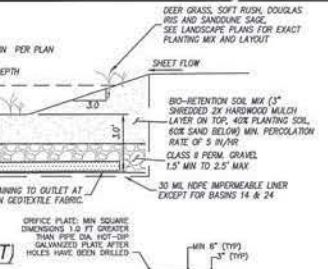 DEER GRASS, SOFT RUSH, DOUGLAS
IRIS AND SANDDUNE SAGE,
SEE LANDSCAPE PLANS FOR EXACT
PLANTING MIX AND LAYOUT
PER PLAN
SHEET FLOW
3.0
3.0'
BIO-RETENTION SOIL MIX (3"
SHREDDED 2X HARDWOOD MULCH
LAYER ON TOP, 40% PLANTING SOIL,
60% SAND BELOW) MIN. PERCOLATION
RATE OF 5 IN/HR
CLASS II PERM. GRAVEL
1.5' MIN TO 2.5' MAX
30 MIL HDPE IMPERMEABLE LINER
EXCEPT FOR BASINS 14 & 24
TO OUTLET AT
GEOTEXTILE FABRIC.
ORIFICE PLATE: MIN SQUARE
DIMENSIONS 1.0 FT GREATER
THAN PIPE DIA. HOT-DIP
GALVANIZED PLATE AFTER
HOLES HAVE BEEN DRILLED
MIN 6" (TYP)
3" (TYP)